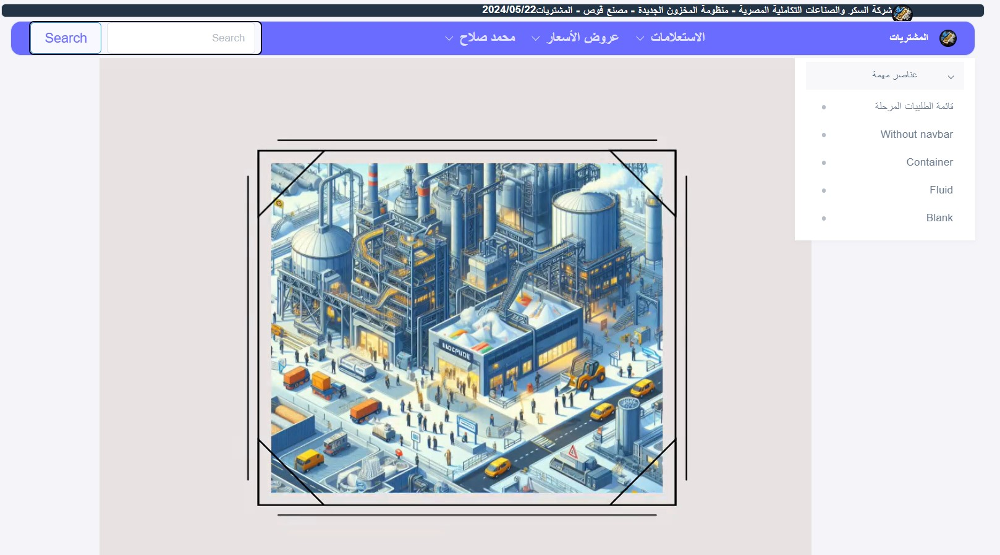 شركة السكر والصناعات التكاملية المصرية - منظومة المخزون الجديدة - مصنع قوص - المشتريات2024/05/22
المشتريات
الاستعلامات
عروض الأسعار
محمد صلاح
Search
Search
عناصر مهمة
قائمة الطلبيات المرحلة
Without navbar
Container
Fluid
Blank